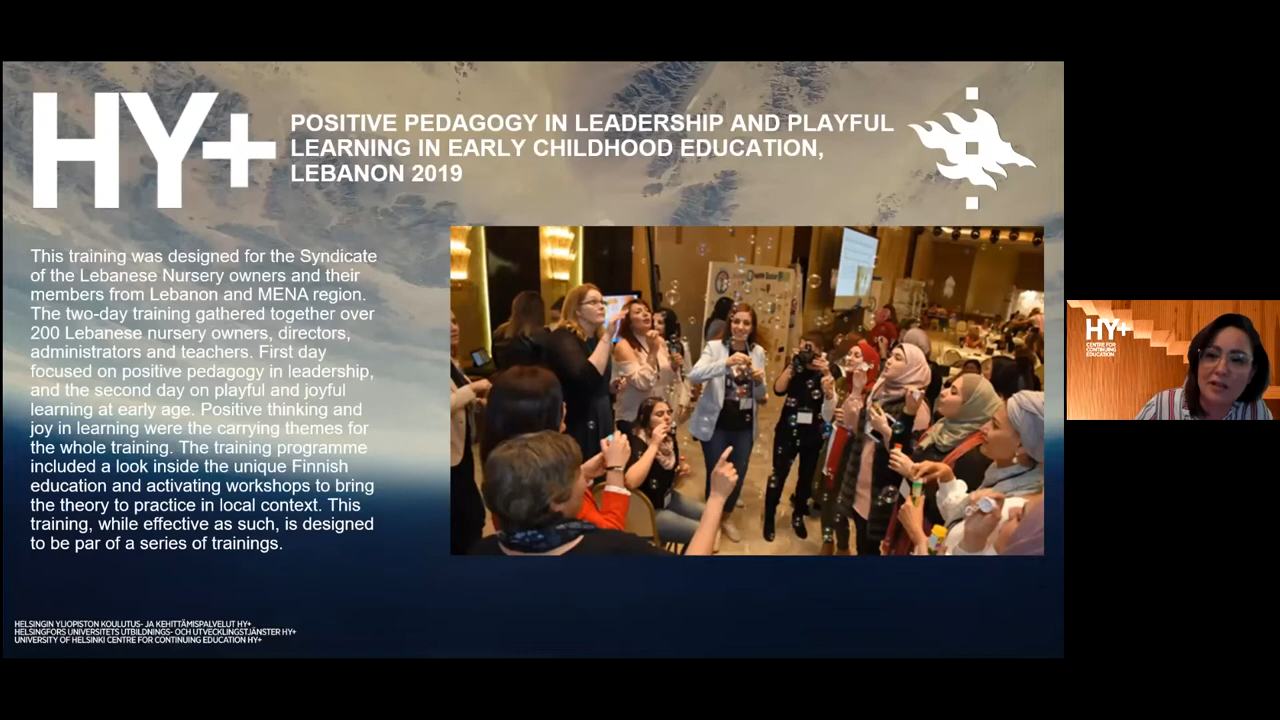 HY+
POSITIVE PEDAGOGY IN LEADERSHIP AND PLAYFUL
LEARNING IN EARLY CHILDHOOD EDUCATION,
LEBANON 2019
This training was designed for the Syndicate
of the Lebanese Nursery owners and their
members from Lebanon and MENA region.
The two-day training gathered together over
200 Lebanese nursery owners, directors,
administrators and teachers. First day
focused on positive pedagogy in leadership,
and the second day on playful and joyful
learning at early age. Positive thinking and
joy in learning were the carrying themes for
the whole training. The training programme
included a look inside the unique Finnish
education and activating workshops to bring
the theory to practice in local context. This
training, while effective as such, is designed
to be par of a series of trainings.
HELSINGIN YLIOPISTON KOULUTUS- JA KEHITTÄMISPALVELUT HY+
HELSINGFORS UNIVERSITETS UTBILDNINGS- OCH UTVECKLINGSTJÄNSTER HY+
UNIVERSITY OF HELSINKI CENTRE FOR CONTINUING EDUCATION HY+
HY+
CENTRE FOR
CONTINUING
EDUCATION